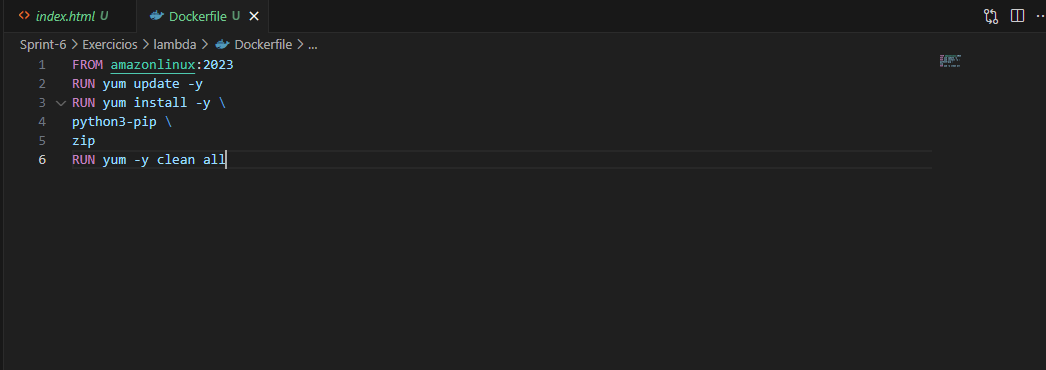 index.html U Dockerfile U
Sprint-6 > Exercicios > lambda > Dockerfile > ...
1 FROM amazonlinux:2023
2 RUN yum update -y
3 RUN yum install -y \
4 python3-pip \
5 zip
6 RUN yum -y clean all